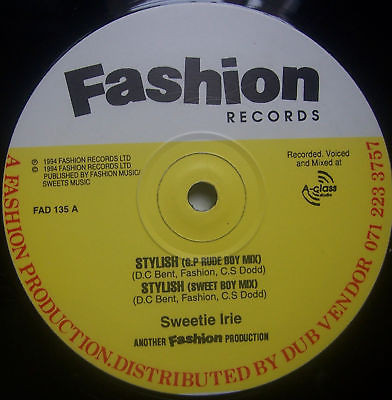 Fashion
RECORDS
℗ 1994 FASHION RECORDS LTD
© 1994 FASHION RECORDS LTD
PUBLISHED BY FASHION MUSIC/
SWEETS MUSIC
Recorded, Voiced
and Mixed at
A-class
studio
FAD 135 A
STYLISH (G.P RUDE BOY MIX)
(D.C Bent, Fashion, C.S Dodd)
STYLISH (SWEET BOY MIX)
(D.C Bent, Fashion, C.S Dodd)
Sweetie Irie
ANOTHER Fashion PRODUCTION
A FASHION PRODUCTION.DISTRIBUTED BY DUB VENDOR 071 223 3757